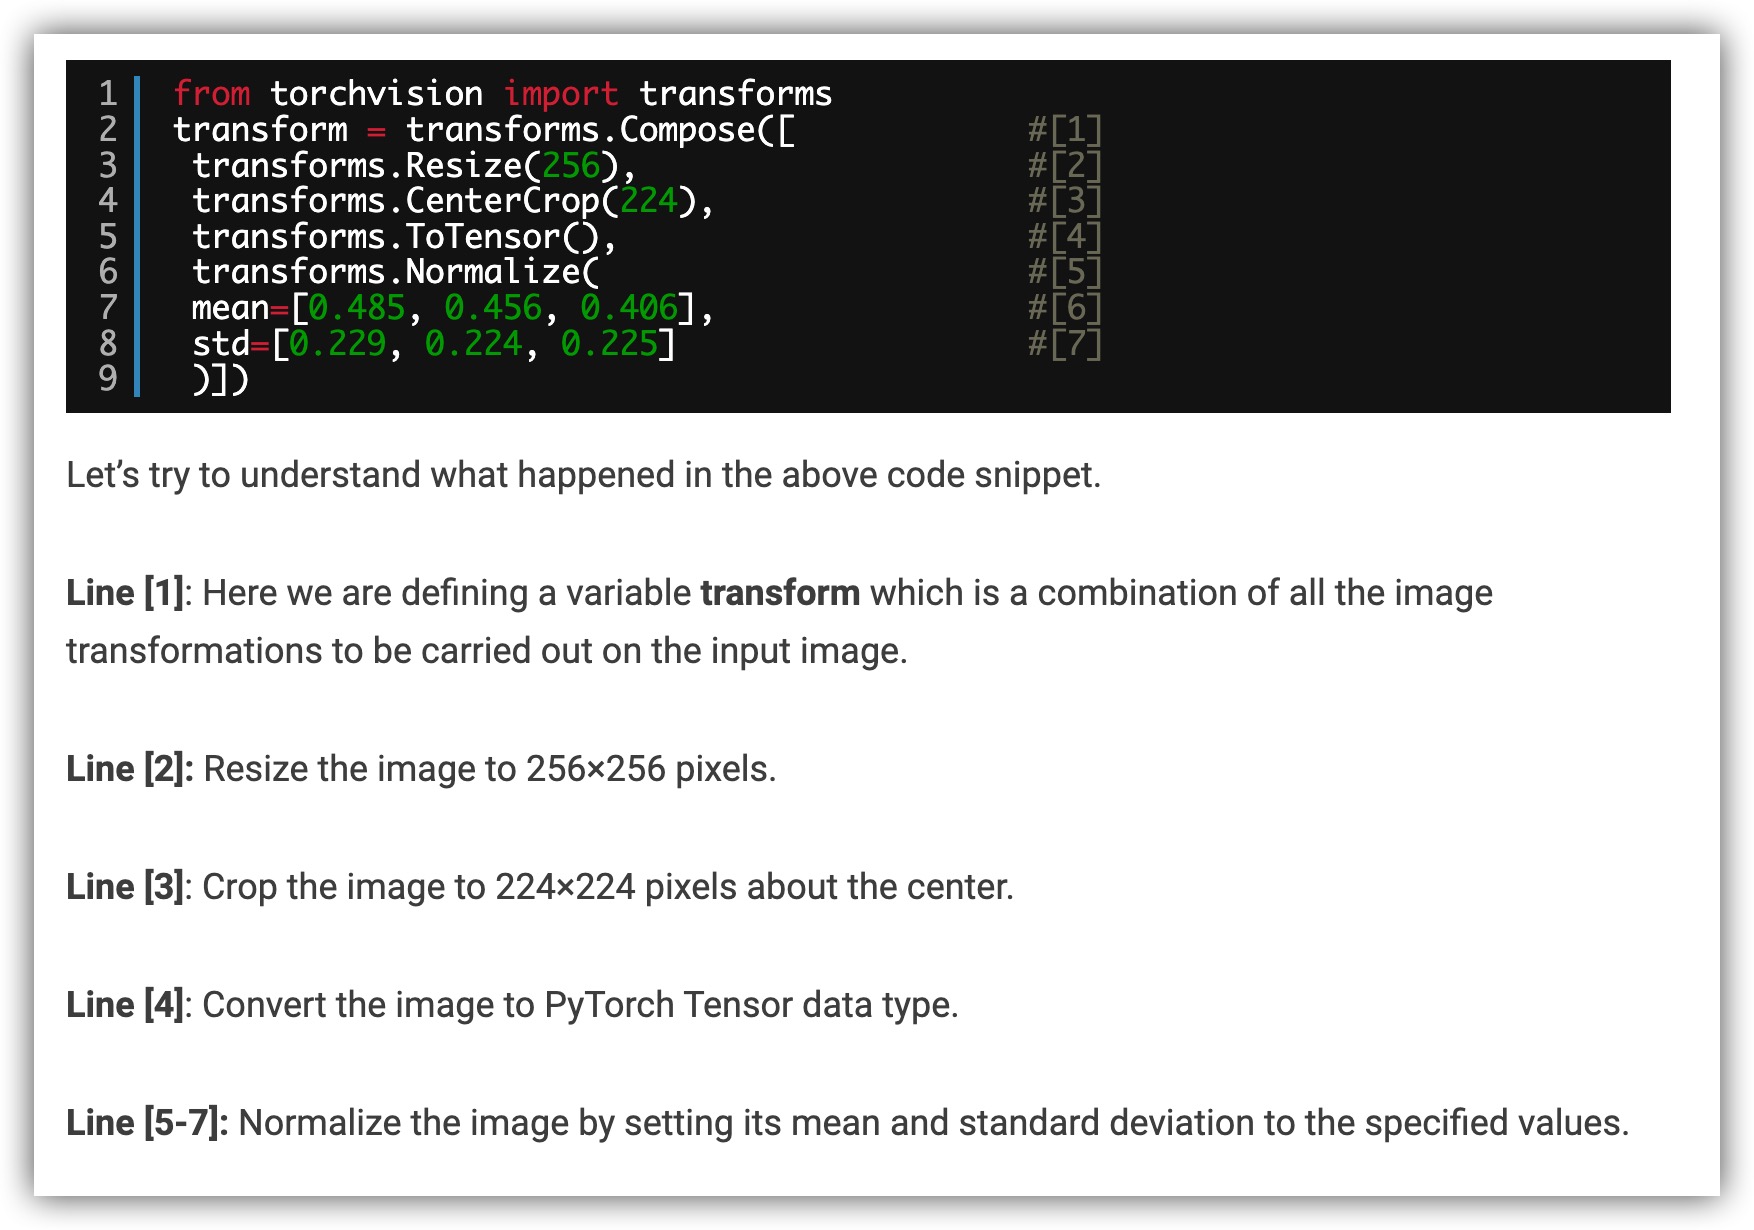 1 from torchvision import transforms
2 transform = transforms.Compose([ #[1]
3 transforms.Resize(256), #[2]
4 transforms.CenterCrop(224), #[3]
5 transforms.ToTensor(), #[4]
6 transforms.Normalize( #[5]
7 mean=[0.485, 0.456, 0.406], #[6]
8 std=[0.229, 0.224, 0.225] #[7]
9 )])
Let’s try to understand what happened in the above code snippet.
Line [1]: Here we are defining a variable transform which is a combination of all the image
transformations to be carried out on the input image.
Line [2]: Resize the image to 256×256 pixels.
Line [3]: Crop the image to 224×224 pixels about the center.
Line [4]: Convert the image to PyTorch Tensor data type.
Line [5-7]: Normalize the image by setting its mean and standard deviation to the specified values.